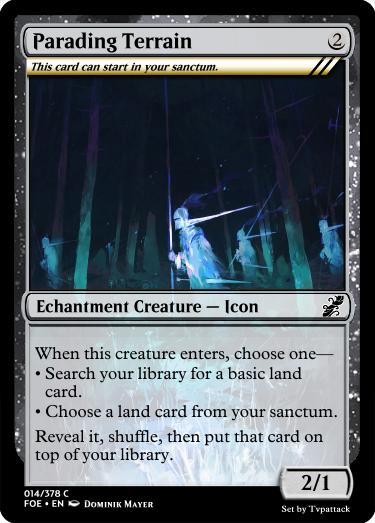 Parading Terrain 2
This card can start in your sanctum.
Echantment Creature — Icon
When this creature enters, choose one—
• Search your library for a basic land
card.
• Choose a land card from your sanctum.
Reveal it, shuffle, then put that card on
top of your library.
2/1
014/378 C
FOE • EN Dominik Mayer
Set by Tvpattack